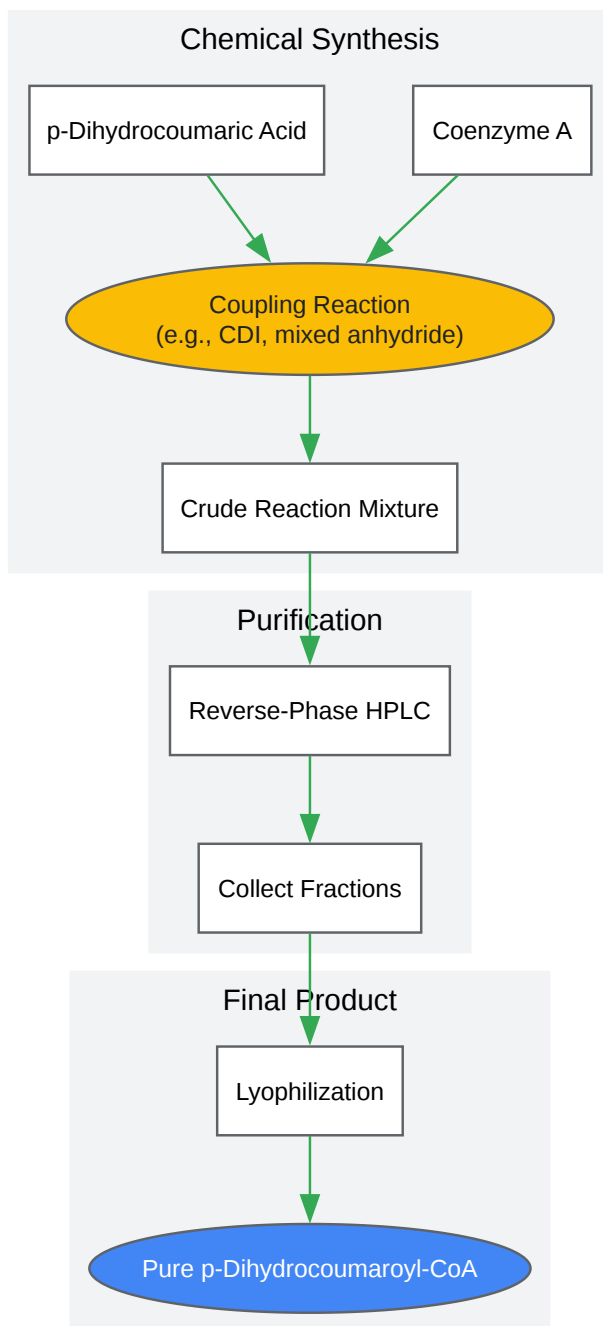 Chemical Synthesis
p-Dihydrocoumaric Acid
Coenzyme A
Coupling Reaction
(e.g., CDI, mixed anhydride)
Crude Reaction Mixture
Purification
Reverse-Phase HPLC
Collect Fractions
Final Product
Lyophilization
Pure p-Dihydrocoumaroyl-CoA